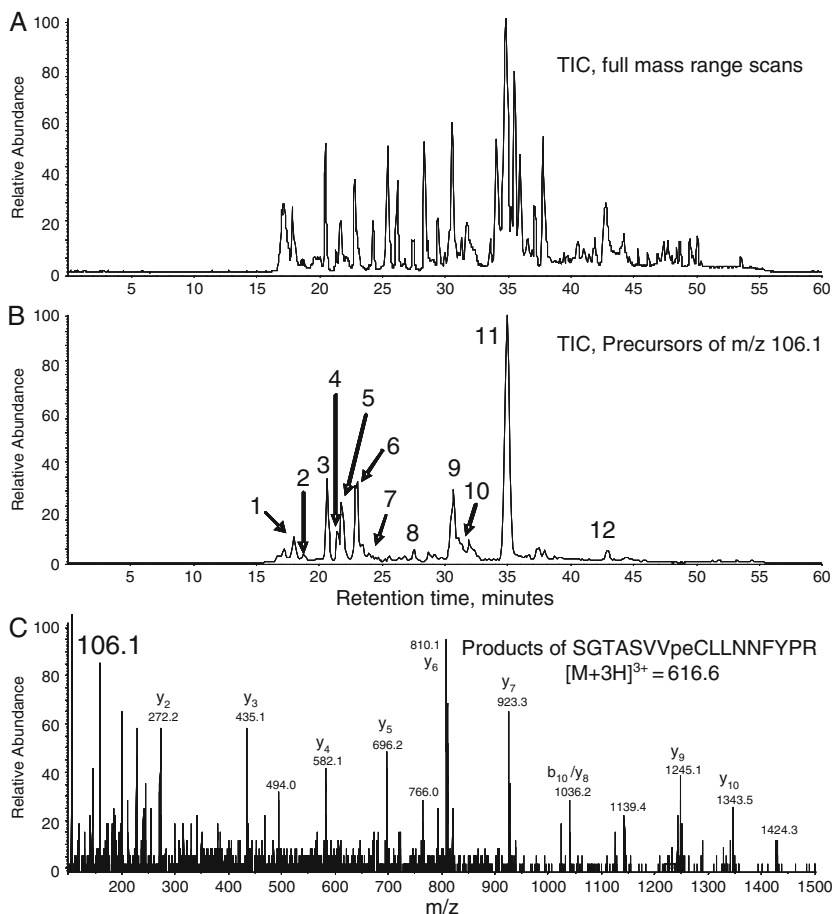 A
TIC, full mass range scans
Relative Abundance
100
80
60
40
20
0
5 10 15 20 25 30 35 40 45 50 55 60
B
TIC, Precursors of m/z 106.1
Relative Abundance
100
80
60
40
20
0
1
2
3
4
5
6
7
8
9
10
11
12
5 10 15 20 25 30 35 40 45 50 55 60
Retention time, minutes
C
Products of SGTASVVpeCLLNNFYPR
[M+3H]3+ = 616.6
Relative Abundance
100
80
60
40
20
0
106.1
y2
272.2
y3
435.1
494.0
y4
582.1
y5
696.2
766.0
810.1
y6
y7
923.3
b10/y8
1036.2
1139.4
y9
1245.1
y10
1343.5
1424.3
200 300 400 500 600 700 800 900 1000 1100 1200 1300 1400 1500
m/z